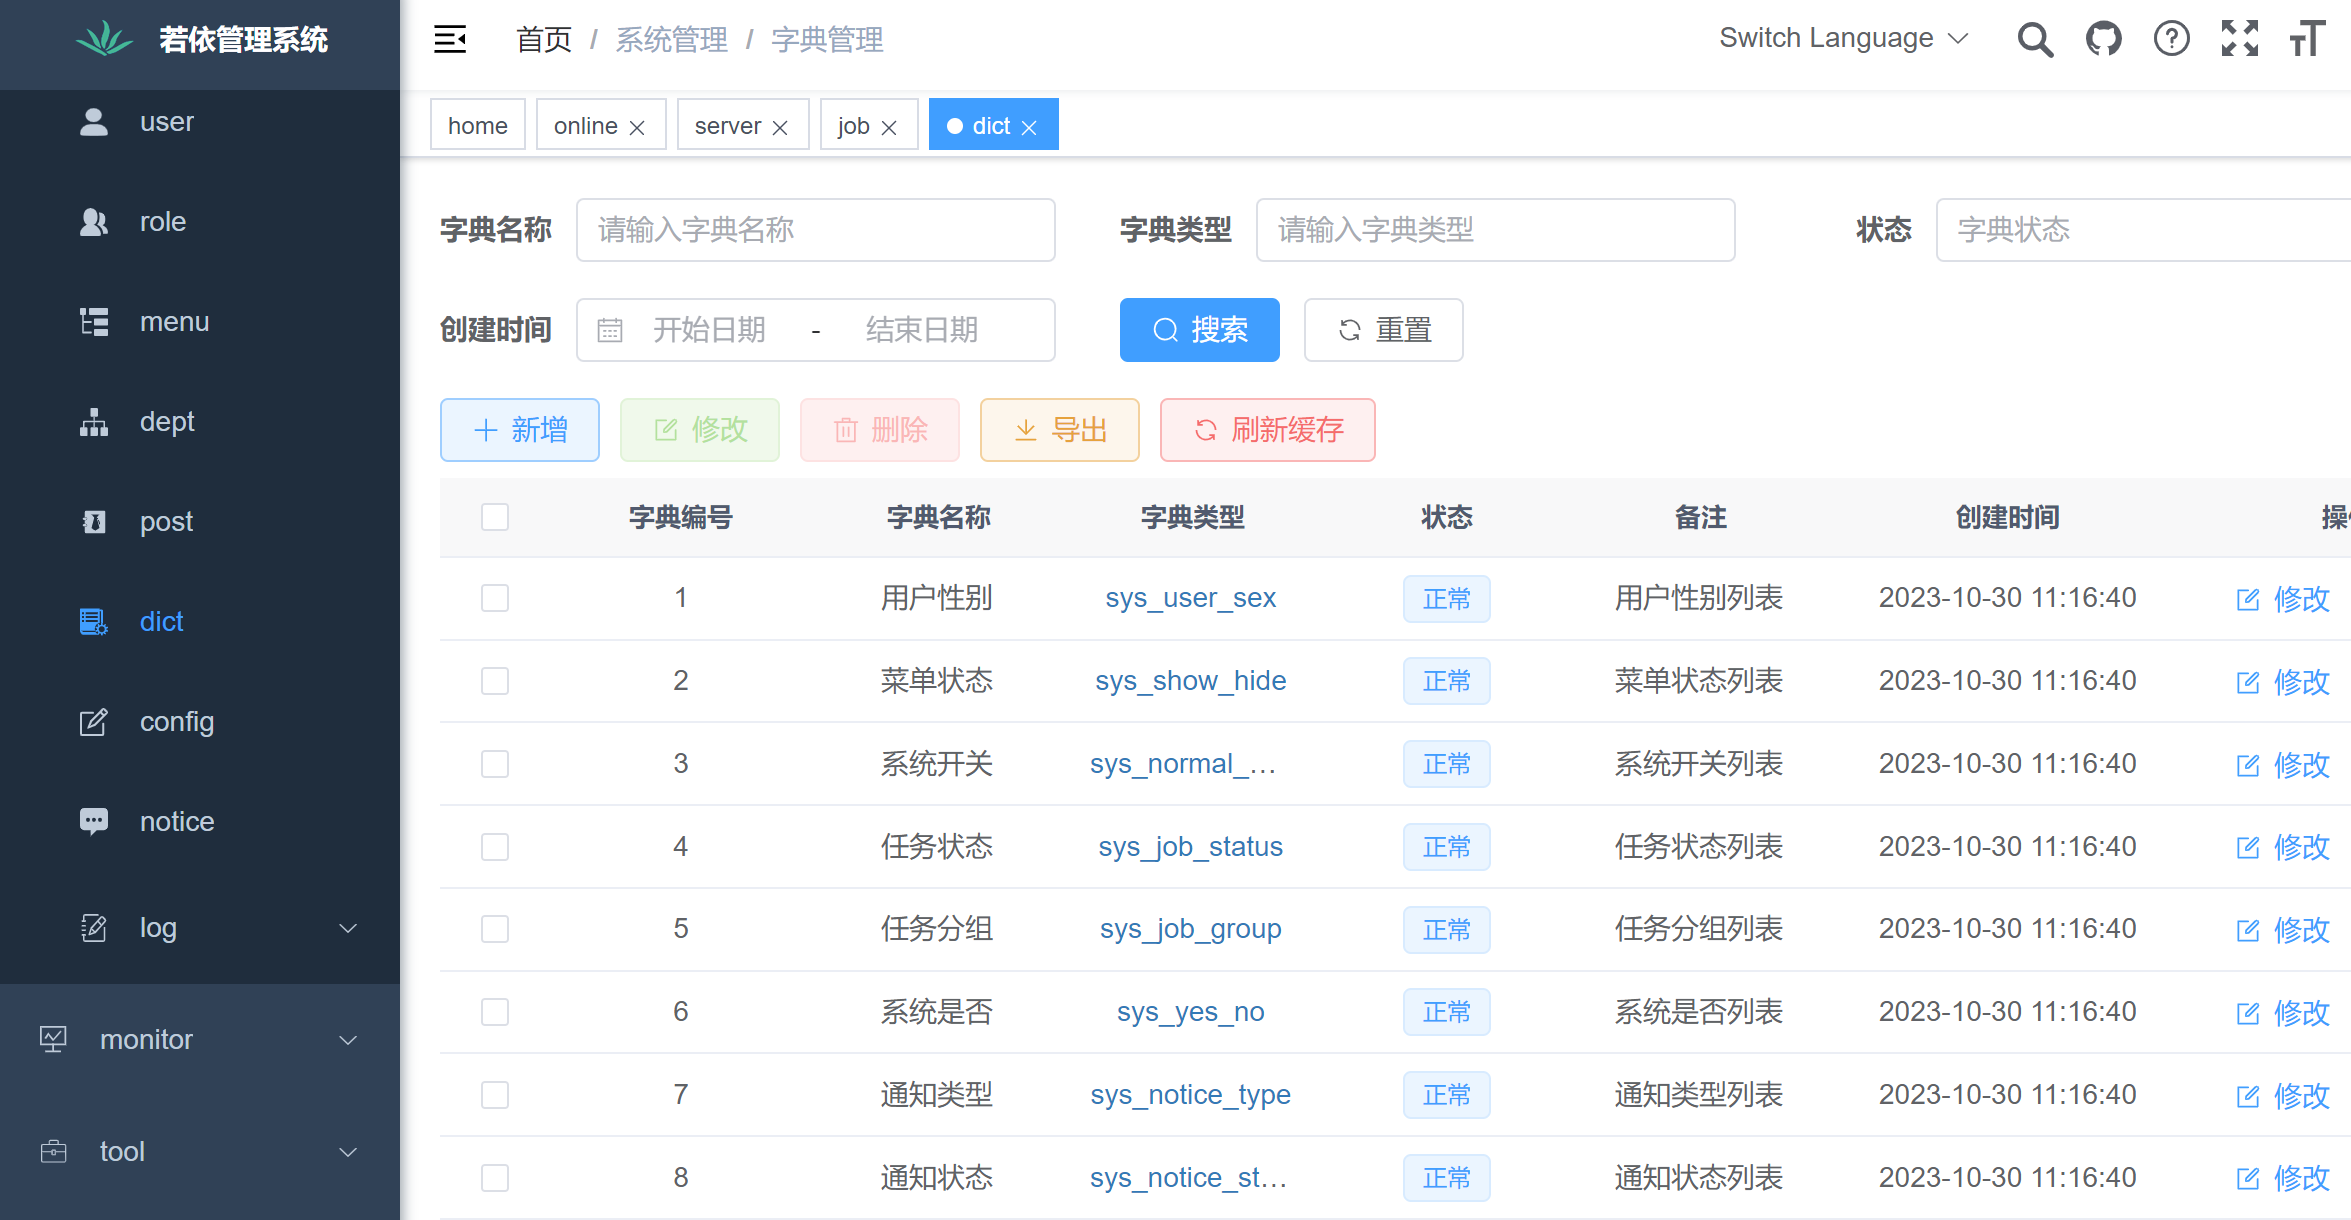 若依管理系统
首页 / 系统管理 / 字典管理
Switch Language
user
role
menu
dept
post
dict
config
notice
log
monitor
tool
home
online
server
job
dict
字典名称 请输入字典名称 字典类型 请输入字典类型 状态 字典状态
创建时间 开始日期 - 结束日期 搜索 重置
新增 修改 删除 导出 刷新缓存
字典编号 字典名称 字典类型 状态 备注 创建时间 操
1 用户性别 sys_user_sex 正常 用户性别列表 2023-10-30 11:16:40 修改
2 菜单状态 sys_show_hide 正常 菜单状态列表 2023-10-30 11:16:40 修改
3 系统开关 sys_normal_... 正常 系统开关列表 2023-10-30 11:16:40 修改
4 任务状态 sys_job_status 正常 任务状态列表 2023-10-30 11:16:40 修改
5 任务分组 sys_job_group 正常 任务分组列表 2023-10-30 11:16:40 修改
6 系统是否 sys_yes_no 正常 系统是否列表 2023-10-30 11:16:40 修改
7 通知类型 sys_notice_type 正常 通知类型列表 2023-10-30 11:16:40 修改
8 通知状态 sys_notice_st... 正常 通知状态列表 2023-10-30 11:16:40 修改